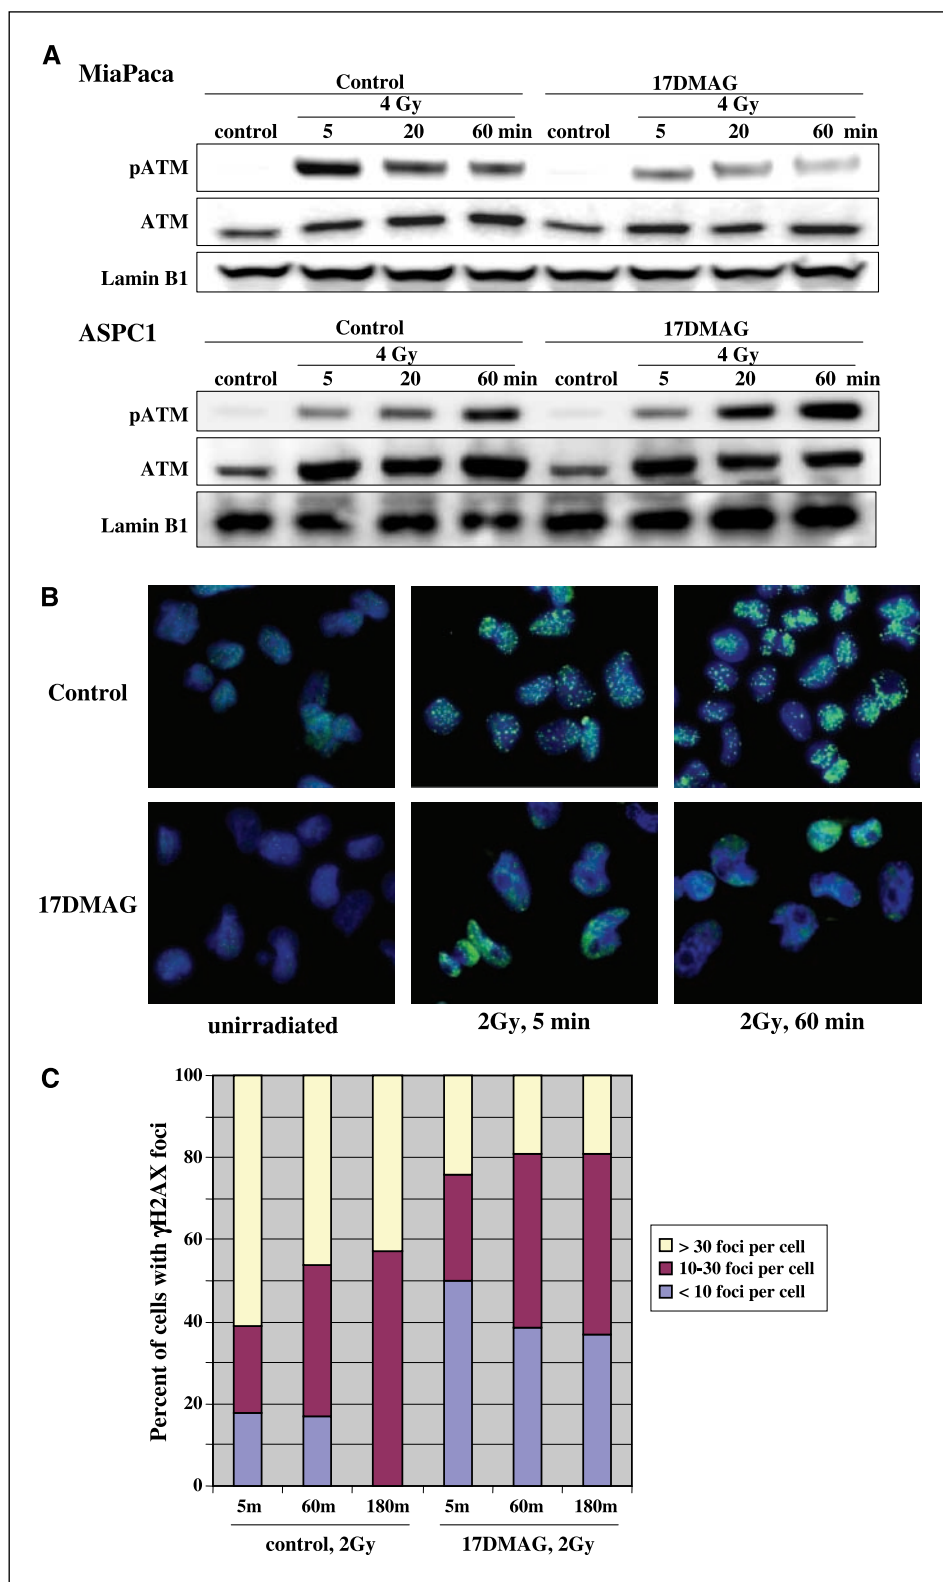 A
MiaPaca
Control 17DMAG
4 Gy 4 Gy
control 5 20 60 min control 5 20 60 min
pATM
ATM
Lamin B1
ASPC1
Control 17DMAG
4 Gy 4 Gy
control 5 20 60 min control 5 20 60 min
pATM
ATM
Lamin B1
B
Control
17DMAG
unirradiated 2Gy, 5 min 2Gy, 60 min
C
Percent of cells with γH2AX foci
100
80
60
40
20
0
5m 60m 180m 5m 60m 180m
control, 2Gy 17DMAG, 2Gy
> 30 foci per cell
10-30 foci per cell
< 10 foci per cell